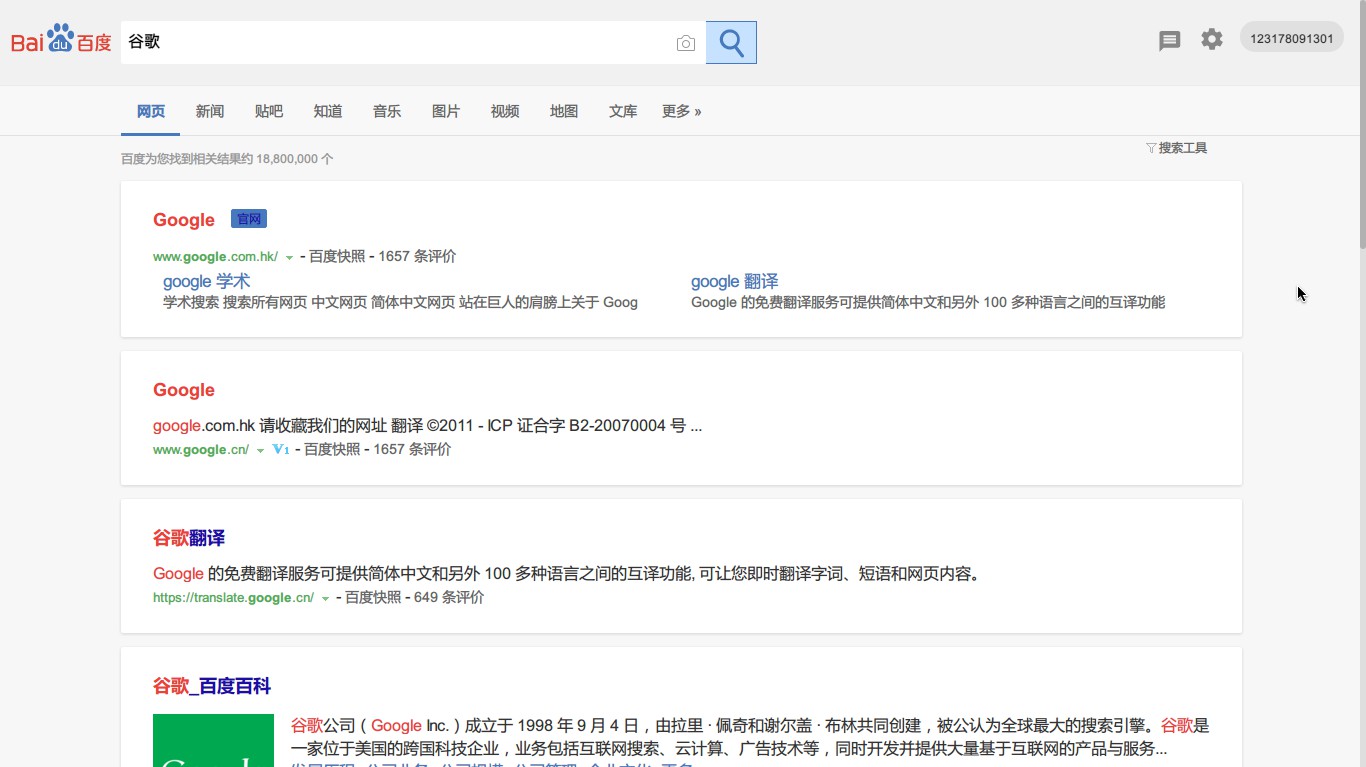 Bai du 百度 谷歌 123178091301
网页 新闻 贴吧 知道 音乐 图片 视频 地图 文库 更多 »
百度为您找到相关结果约 18,800,000 个 搜索工具
Google 官网
www.google.com.hk/ - 百度快照 - 1657 条评价
google 学术 google 翻译
学术搜索 搜索所有网页 中文网页 简体中文网页 站在巨人的肩膀上关于 Goog Google 的免费翻译服务可提供简体中文和另外 100 多种语言之间的互译功能
Google
google.com.hk 请收藏我们的网址 翻译 ©2011 - ICP 证合字 B2-20070004 号 ...
www.google.cn/ V1 - 百度快照 - 1657 条评价
谷歌翻译
Google 的免费翻译服务可提供简体中文和另外 100 多种语言之间的互译功能, 可让您即时翻译字词、短语和网页内容。
https://translate.google.cn/ - 百度快照 - 649 条评价
谷歌_百度百科
谷歌公司（Google Inc.）成立于 1998 年 9 月 4 日，由拉里 · 佩奇和谢尔盖 · 布林共同创建，被公认为全球最大的搜索引擎。谷歌是
一家位于美国的跨国科技企业，业务包括互联网搜索、云计算、广告技术等，同时开发并提供大量基于互联网的产品与服务...